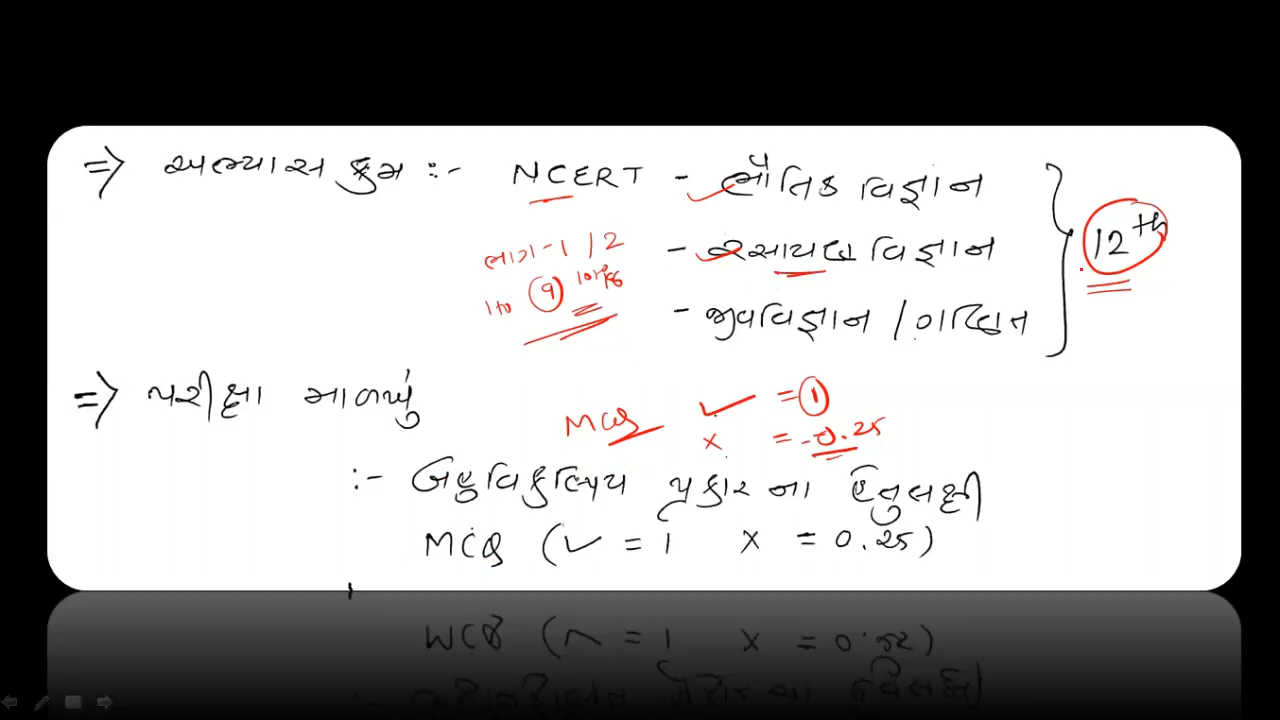 => અભ્યાસ ક્રમ :- NCERT - ભૌતિક વિજ્ઞાન
ભાગ-1 / 2 - રસાયણ વિજ્ઞાન } 12th
1 to 9
- જીવવિજ્ઞાન / ગણિત
=> પરીક્ષા માળખું
MCQ ✓ = 1
x = -0.25
:- બહુવિકલ્પિય પ્રકાર ના હેતુલક્ષી
MCQ (✓ = 1 x = 0.25)